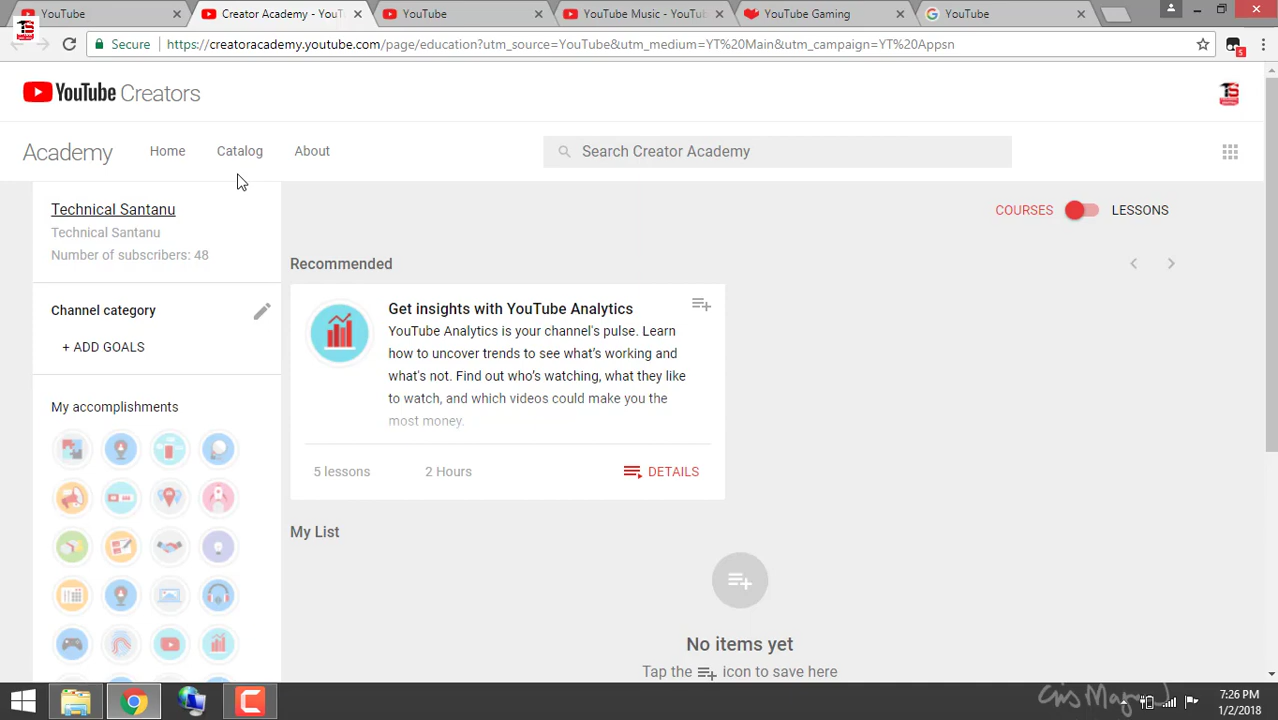 YouTube
Creator Academy - YouT
YouTube
YouTube Music - YouTub
YouTube Gaming
YouTube
Secure
https://creatoracademy.youtube.com/page/education?utm_source=YouTube&utm_medium=YT%20Main&utm_campaign=YT%20Appsn
5
YouTube Creators
TS
Academy
Home
Catalog
About
Search Creator Academy
Technical Santanu
Technical Santanu
Number of subscribers: 48
Channel category
+ ADD GOALS
My accomplishments
COURSES
LESSONS
Recommended
Get insights with YouTube Analytics
YouTube Analytics is your channel's pulse. Learn
how to uncover trends to see what's working and
what's not. Find out who's watching, what they like
to watch, and which videos could make you the
most money.
5 lessons
2 Hours
DETAILS
My List
No items yet
Tap the icon to save here
7:26 PM
1/2/2018